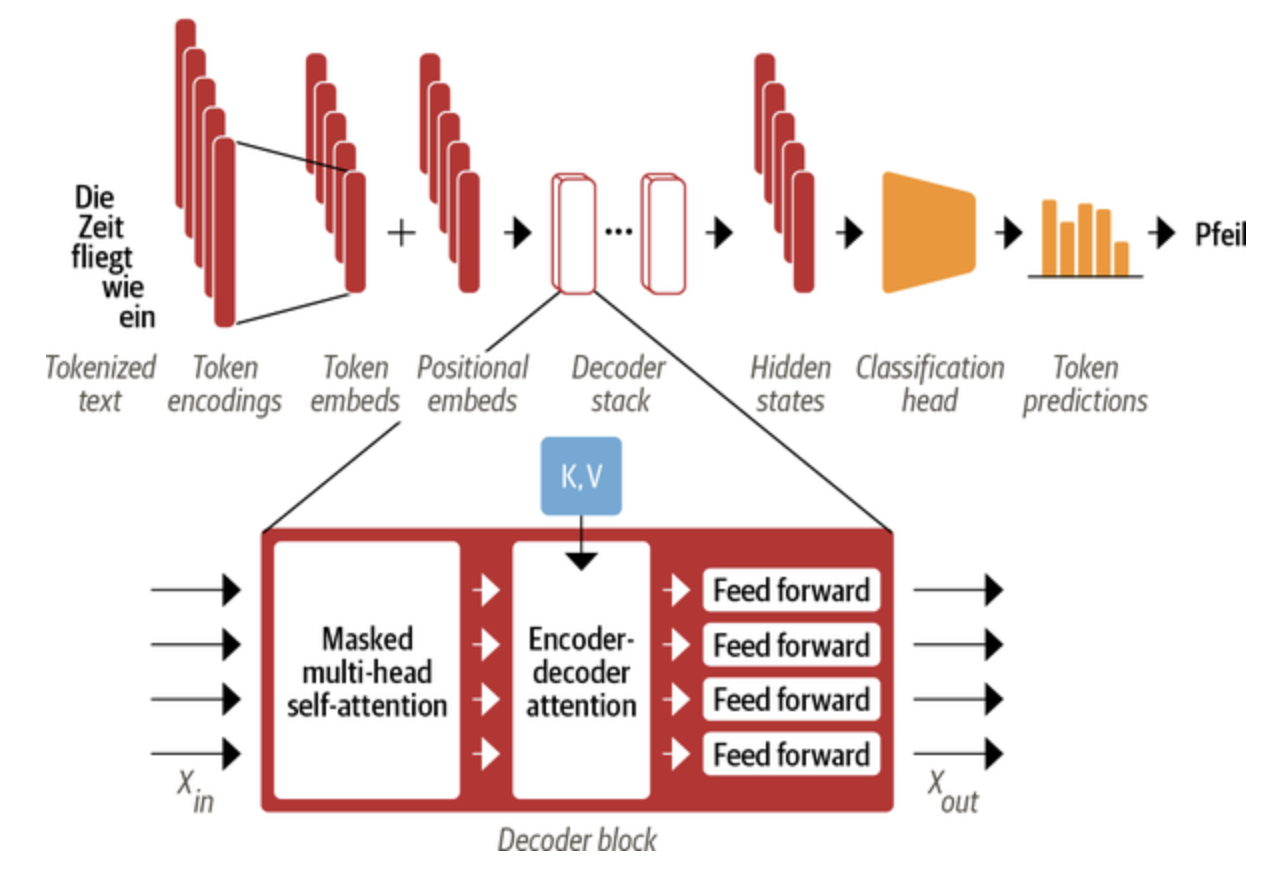 Die
Zeit
fliegt
wie
ein
Pfeil
Tokenized
text
Token
encodings
Token
embeds
Positional
embeds
Decoder
stack
Hidden
states
Classification
head
Token
predictions
K, V
Masked
multi-head
self-attention
Encoder-
decoder
attention
Feed forward
Feed forward
Feed forward
Feed forward
X in
X out
Decoder block